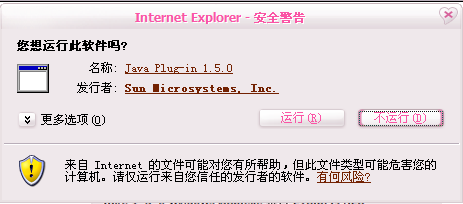 Internet Explorer - 安全警告
您想运行此软件吗?
名称: Java Plug-in 1.5.0
发行者: Sun Microsystems, Inc.
更多选项(O)
运行(R)
不运行(D)
来自 Internet 的文件可能对您有所帮助，但此文件类型可能危害您的
计算机。请仅运行来自您信任的发行者的软件。有何风险?